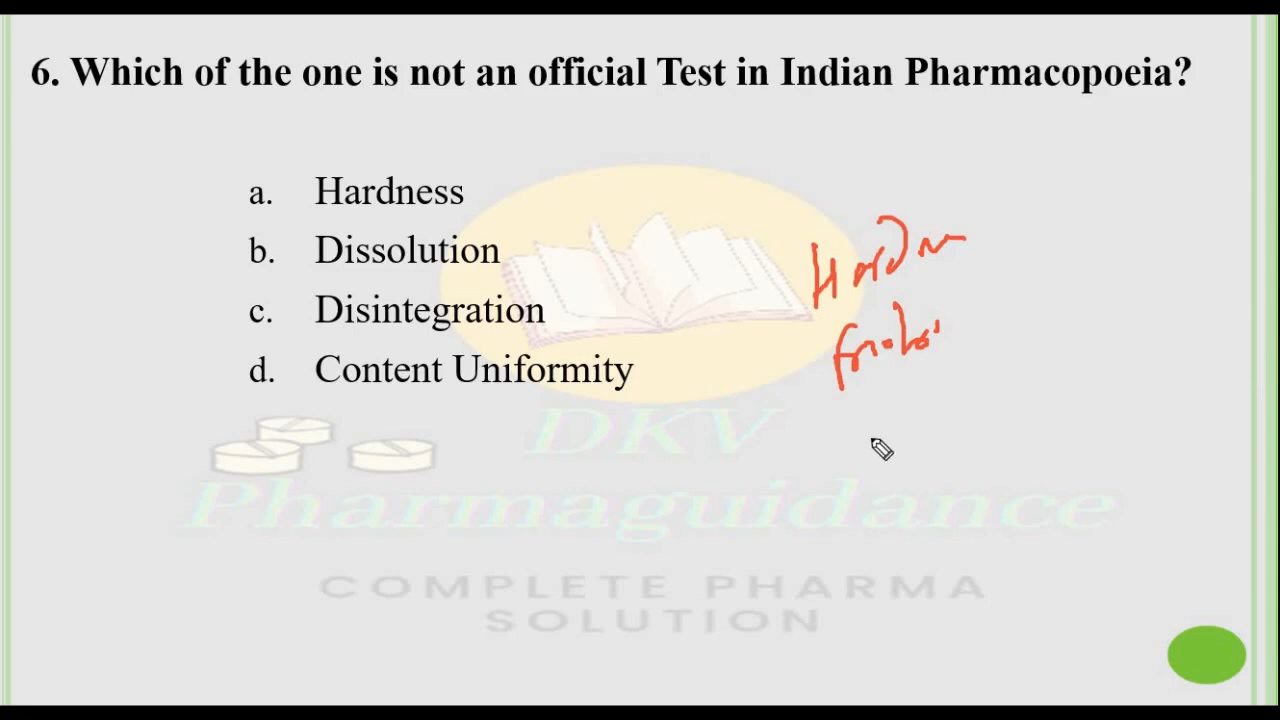 6. Which of the one is not an official Test in Indian Pharmacopoeia?
a. Hardness
b. Dissolution
c. Disintegration
d. Content Uniformity
DKV
Pharmaguidance
COMPLETE PHARMA
SOLUTION